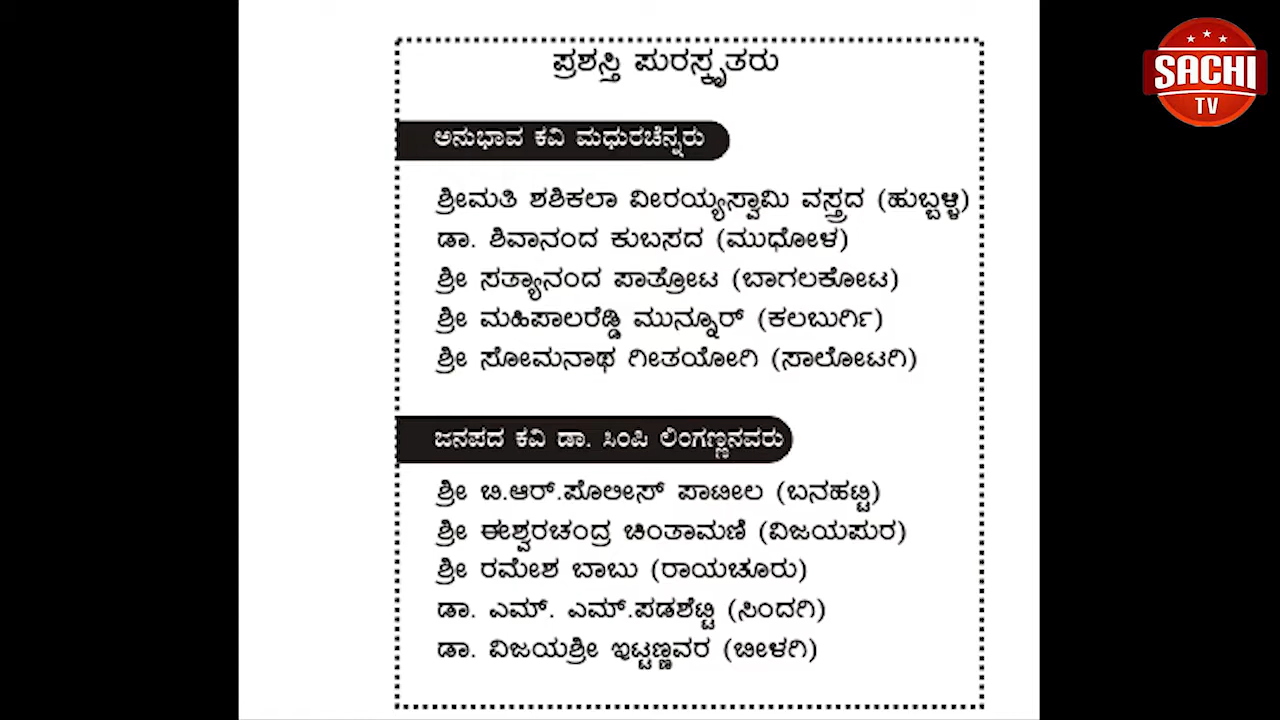 SACHI
TV
ಪ್ರಶಸ್ತಿ ಪುರಸ್ಕೃತರು
ಅನುಭಾವ ಕವಿ ಮಧುರಚೆನ್ನರು
ಶ್ರೀಮತಿ ಶಶಿಕಲಾ ವೀರಯ್ಯಸ್ವಾಮಿ ವಸ್ತ್ರದ (ಹುಬ್ಬಳ್ಳಿ)
ಡಾ. ಶಿವಾನಂದ ಕುಬಸದ (ಮುಧೋಳ)
ಶ್ರೀ ಸತ್ಯಾನಂದ ಪಾತ್ರೋಟ (ಬಾಗಲಕೋಟ)
ಶ್ರೀ ಮಹಿಪಾಲರೆಡ್ಡಿ ಮುನ್ನೂರ್ (ಕಲಬುರ್ಗಿ)
ಶ್ರೀ ಸೋಮನಾಥ ಗೀತಯೋಗಿ (ಸಾಲೋಟಗಿ)
ಜನಪದ ಕವಿ ಡಾ. ಸಿಂಪಿ ಲಿಂಗಣ್ಣನವರು
ಶ್ರೀ ಬಿ.ಆರ್.ಪೊಲೀಸ್ ಪಾಟೀಲ (ಬನಹಟ್ಟಿ)
ಶ್ರೀ ಈಶ್ವರಚಂದ್ರ ಚಿಂತಾಮಣಿ (ವಿಜಯಪುರ)
ಶ್ರೀ ರಮೇಶ ಬಾಬು (ರಾಯಚೂರು)
ಡಾ. ಎಮ್. ಎಮ್.ಪಡಶೆಟ್ಟಿ (ಸಿಂದಗಿ)
ಡಾ. ವಿಜಯಶ್ರೀ ಇಟ್ಟಣ್ಣವರ (ಬೀಳಗಿ)